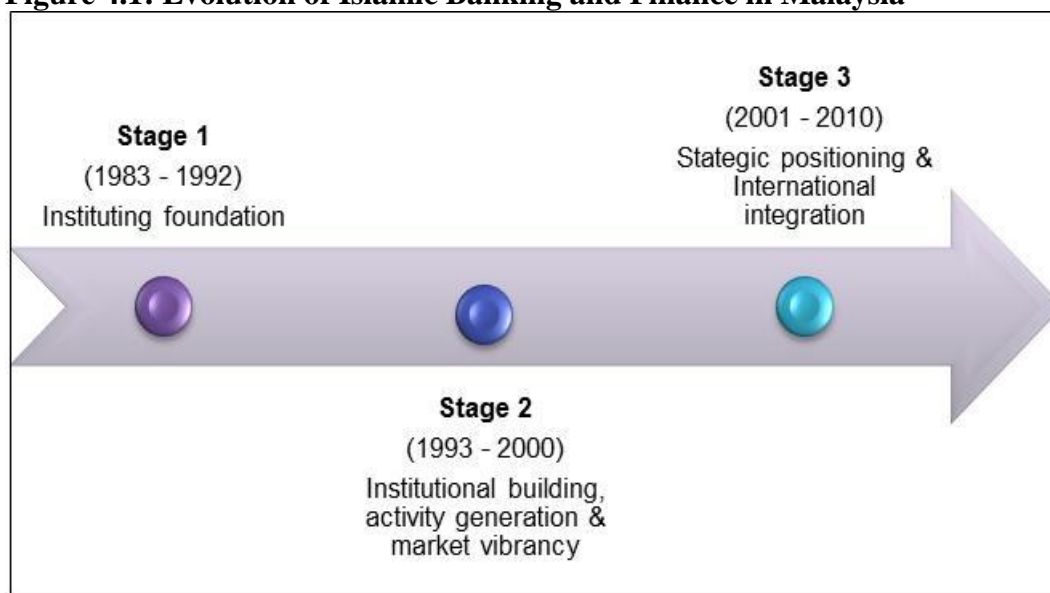 Figure 4.1: Evolution of Islamic Banking and Finance in Malaysia
Stage 1
(1983 - 1992)
Instituting foundation
Stage 2
(1993 - 2000)
Institutional building,
activity generation &
market vibrancy
Stage 3
(2001 - 2010)
Stategic positioning &
International
integration